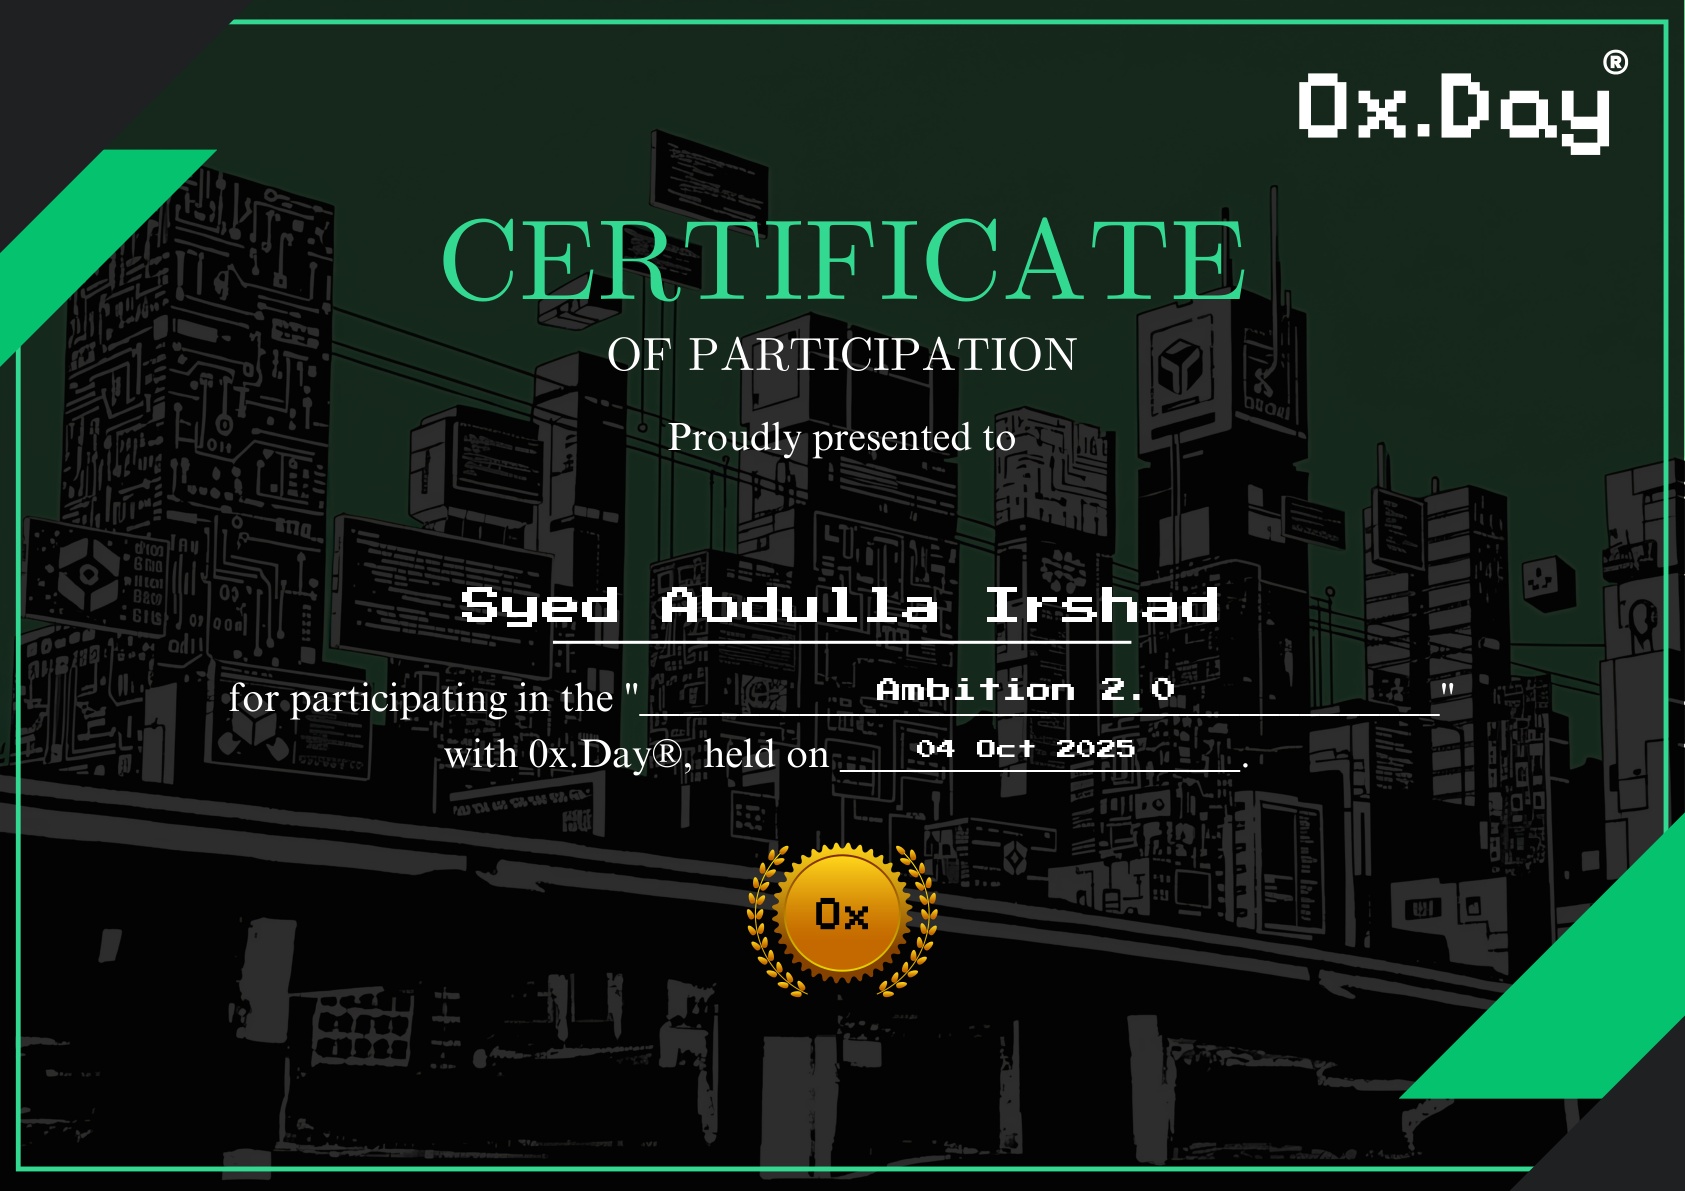 0x.Day®
CERTIFICATE
OF PARTICIPATION
Proudly presented to
Syed Abdulla Irshad
for participating in the "Ambition 2.0"
with 0x.Day®, held on 04 Oct 2025.
0x